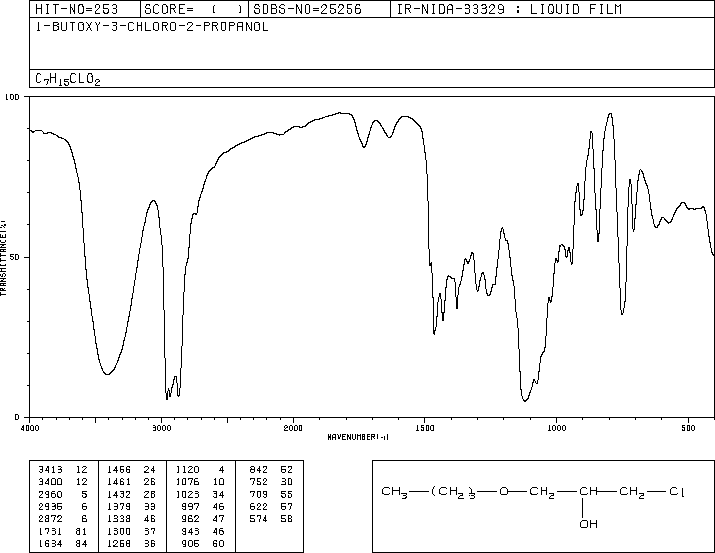 HIT-NO=253 SCORE= ( ) SDBS-NO=25256 IR-NIDA-33329 : LIQUID FILM
1-BUTOXY-3-CHLORO-2-PROPANOL
C7H15CLO2
100
50
0
TRANSMITTANCE(%)
4000 3000 2000 1500 1000 500
WAVENUMBER(-1)
3413 12 1466 24 1120 4 842 52
3400 12 1461 26 1076 10 752 30
2960 5 1432 28 1023 34 709 55
2935 6 1379 33 997 46 622 57
2872 6 1338 46 962 47 574 58
1731 81 1300 37 943 46
1634 84 1258 36 905 60
CH3—(CH2)3—O—CH2—CH—CH2—Cl
OH